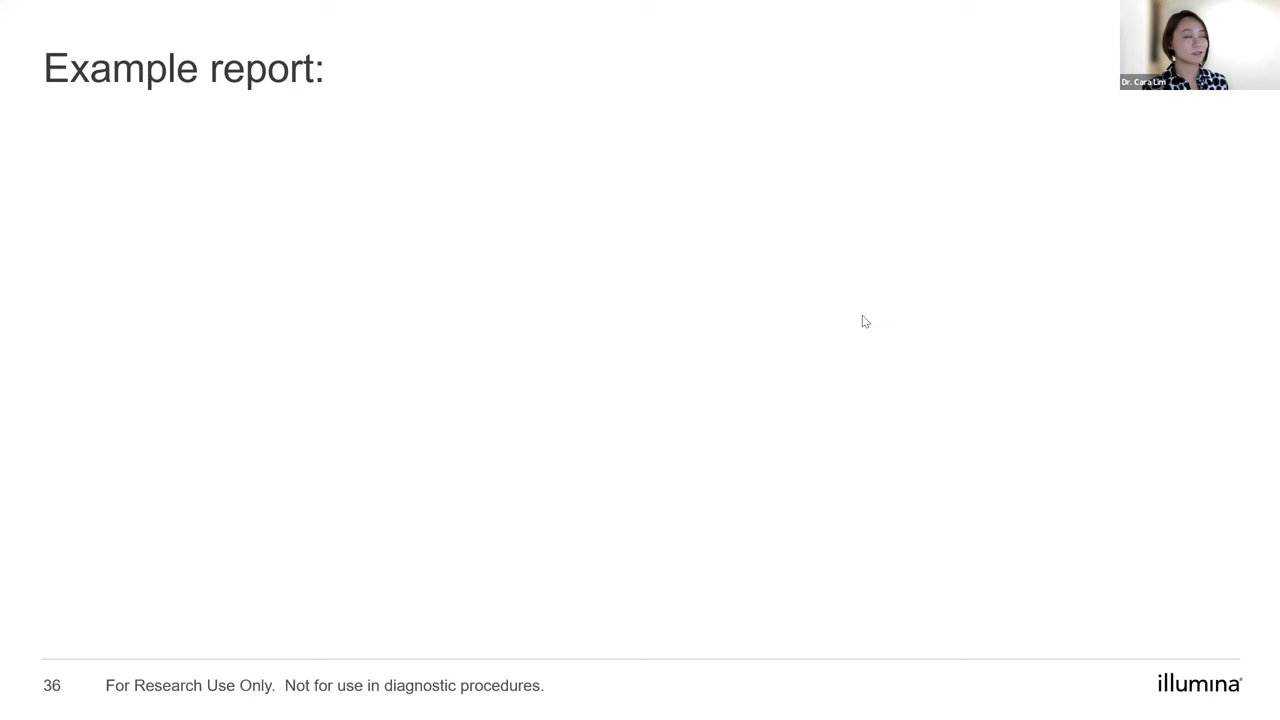 Example report:
Dr. Cara Lim
36
For Research Use Only. Not for use in diagnostic procedures.
illumina®